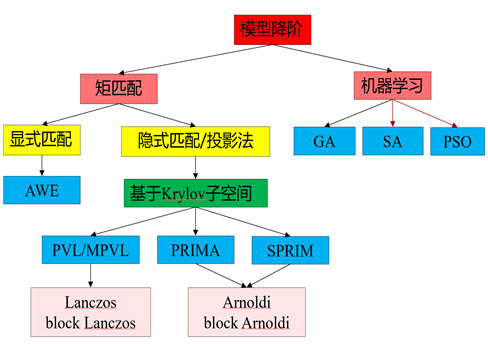 模型降阶
矩匹配
机器学习
显式匹配
隐式匹配/投影法
GA
SA
PSO
AWE
基于Krylov子空间
PVL/MPVL
PRIMA
SPRIM
Lanczos
block Lanczos
Arnoldi
block Arnoldi